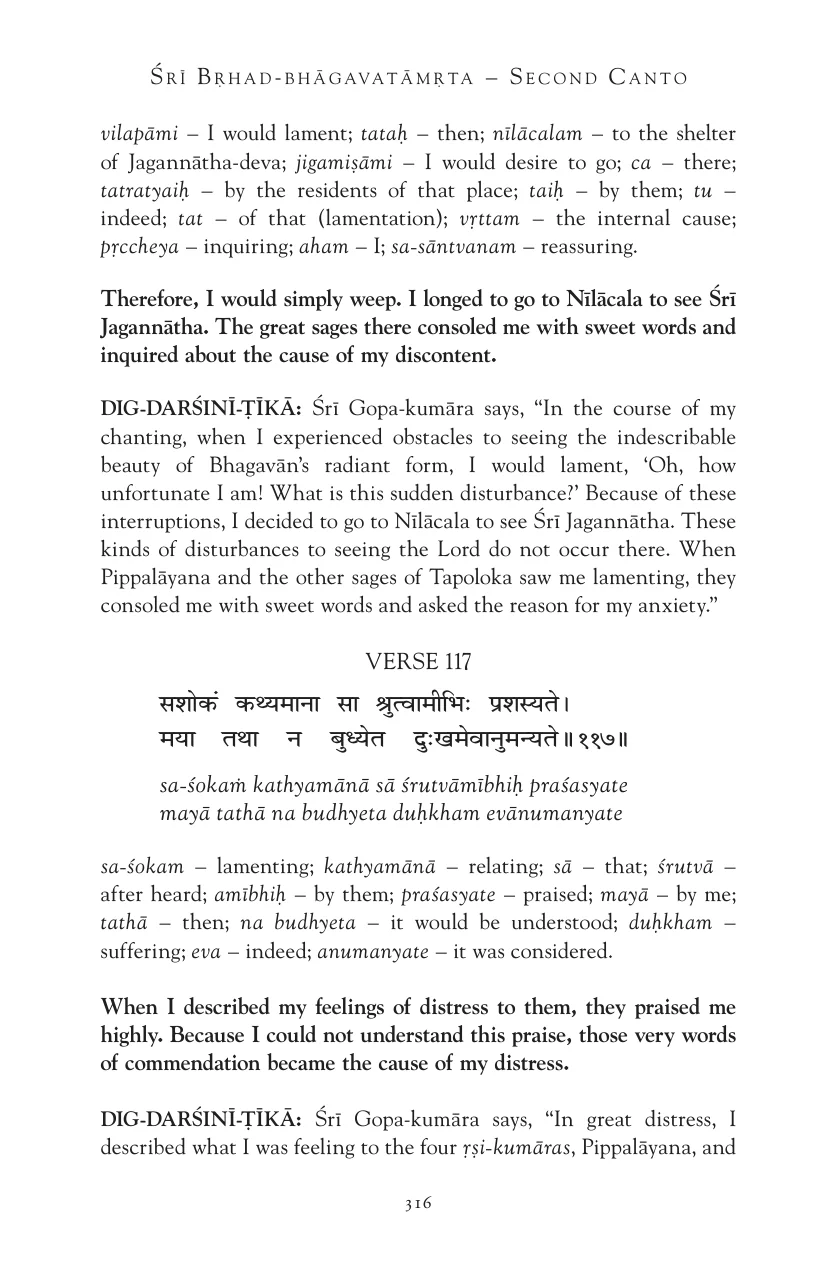 Śrī Bṛhad-bhāgavatāmṛta – Second Canto
vilapāmi – I would lament; tataḥ – then; nīlācalam – to the shelter
of Jagannātha-deva; jigamiṣāmi – I would desire to go; ca – there;
tatratyaiḥ – by the residents of that place; taiḥ – by them; tu –
indeed; tat – of that (lamentation); vṛttam – the internal cause;
pṛccheya – inquiring; aham – I; sa-sāntvanam – reassuring.
Therefore, I would simply weep. I longed to go to Nīlācala to see Śrī
Jagannātha. The great sages there consoled me with sweet words and
inquired about the cause of my discontent.
DIG-DARŚINĪ-ṬĪKĀ: Śrī Gopa-kumāra says, “In the course of my
chanting, when I experienced obstacles to seeing the indescribable
beauty of Bhagavān’s radiant form, I would lament, ‘Oh, how
unfortunate I am! What is this sudden disturbance?’ Because of these
interruptions, I decided to go to Nīlācala to see Śrī Jagannātha. These
kinds of disturbances to seeing the Lord do not occur there. When
Pippalāyana and the other sages of Tapoloka saw me lamenting, they
consoled me with sweet words and asked the reason for my anxiety.”
VERSE 117
सशोकं कथ्यमाना सा श्रुत्वामीभिः प्रशस्यते।
मया तथा न बुध्येत दुःखमेवानुमन्यते॥११७॥
sa-śokaṁ kathyamānā sā śrutvāmībhiḥ praśasyate
mayā tathā na budhyeta duḥkham evānumanyate
sa-śokam – lamenting; kathyamānā – relating; sā – that; śrutvā –
after heard; amībhiḥ – by them; praśasyate – praised; mayā – by me;
tathā – then; na budhyeta – it would be understood; duḥkham –
suffering; eva – indeed; anumanyate – it was considered.
When I described my feelings of distress to them, they praised me
highly. Because I could not understand this praise, those very words
of commendation became the cause of my distress.
DIG-DARŚINĪ-ṬĪKĀ: Śrī Gopa-kumāra says, “In great distress, I
described what I was feeling to the four ṛṣi-kumāras, Pippalāyana, and
316